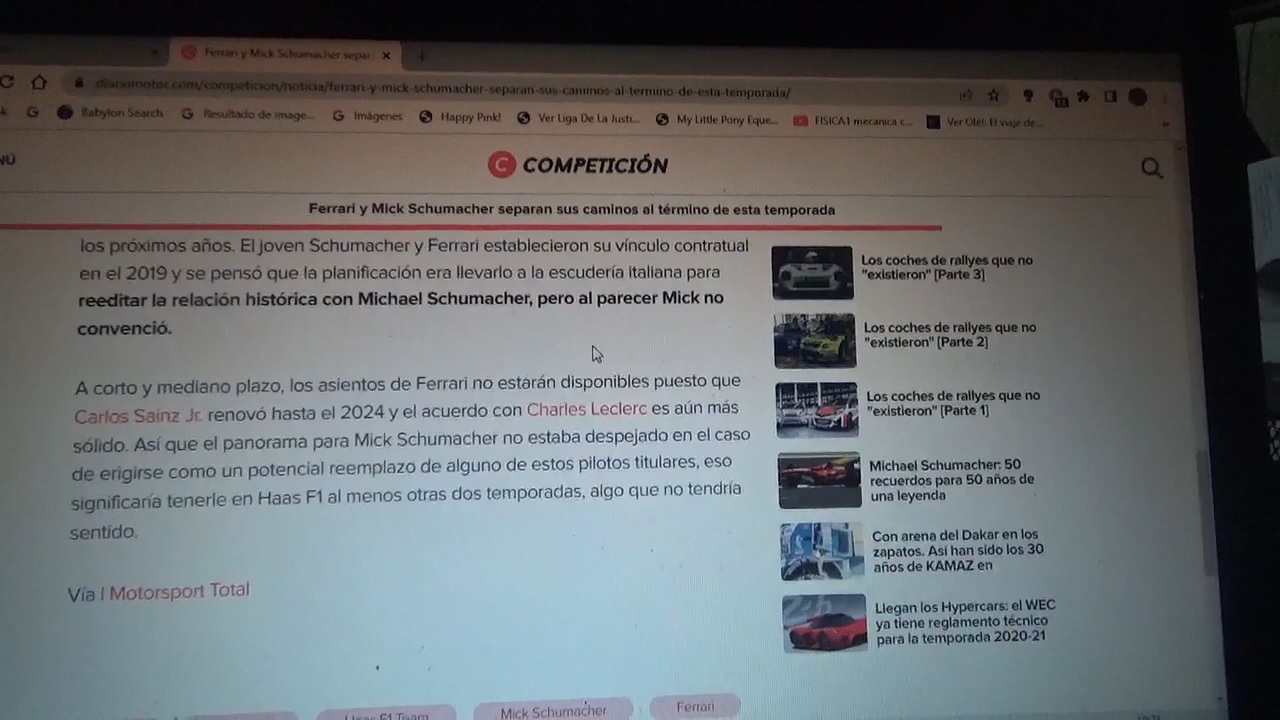 Ferrari y Mick Schumacher sepa
diariomotor.com/competicion/noticia/ferrari-y-mick-schumacher-separan-sus-caminos-al-termino-de-esta-temporada/
Babylon Search
Resultado de image...
Imágenes
Happy Pink!
Ver Liga De La Justi...
My Little Pony Eque...
FISICA1 mecanica c...
Ver Olé!: El viaje de...
NÚ
C COMPETICIÓN
Ferrari y Mick Schumacher separan sus caminos al término de esta temporada
los próximos años. El joven Schumacher y Ferrari establecieron su vínculo contratual
en el 2019 y se pensó que la planificación era llevarlo a la escudería italiana para
reeditar la relación histórica con Michael Schumacher, pero al parecer Mick no
convenció.
A corto y mediano plazo, los asientos de Ferrari no estarán disponibles puesto que
Carlos Sainz Jr. renovó hasta el 2024 y el acuerdo con Charles Leclerc es aún más
sólido. Así que el panorama para Mick Schumacher no estaba despejado en el caso
de erigirse como un potencial reemplazo de alguno de estos pilotos titulares, eso
significaría tenerle en Haas F1 al menos otras dos temporadas, algo que no tendría
sentido.
Vía | Motorsport Total
Los coches de rallyes que no
"existieron" [Parte 3]
Los coches de rallyes que no
"existieron" [Parte 2]
Los coches de rallyes que no
"existieron" [Parte 1]
Michael Schumacher: 50
recuerdos para 50 años de
una leyenda
Con arena del Dakar en los
zapatos. Así han sido los 30
años de KAMAZ en
Llegan los Hypercars: el WEC
ya tiene reglamento técnico
para la temporada 2020-21
Haas F1 Team
Mick Schumacher
Ferrari